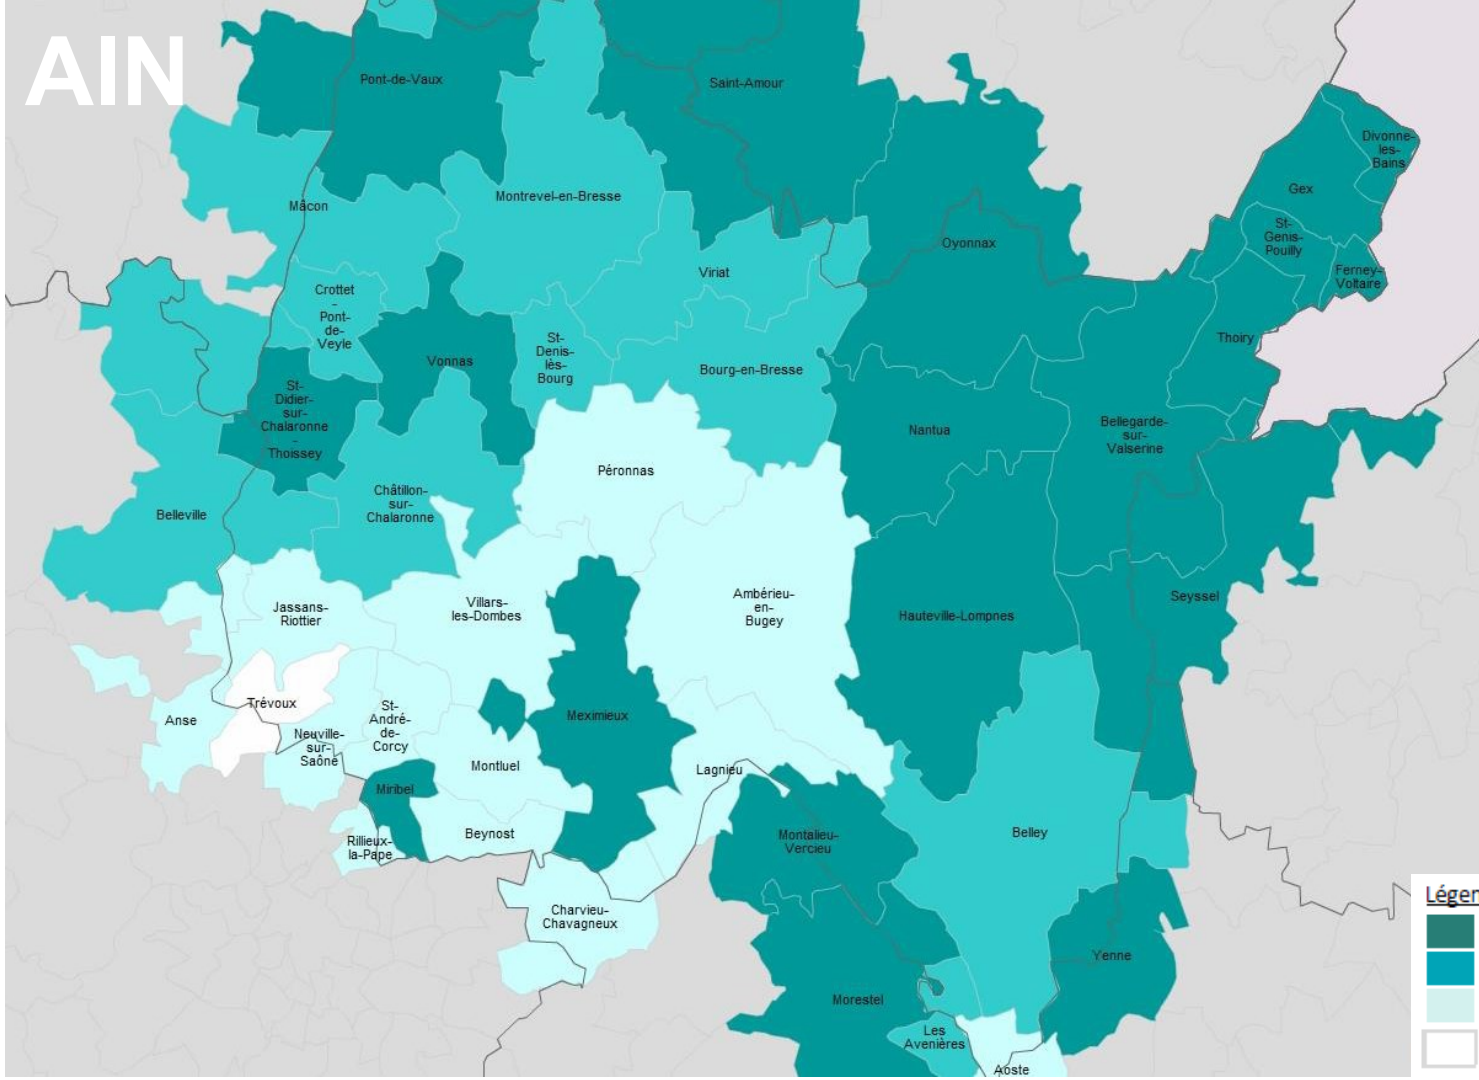 AIN
Pont-de-Vaux
Saint-Amour
Divonne-
les-
Bains
Gex
Montrevel-en-Bresse
Mâcon
St-
Genis-
Pouilly
Oyonnax
Viriat
Ferney-
Voltaire
Crottet
-
Pont-
de-
Veyle
St-
Denis-
lès-
Bourg
Thoiry
Vonnas
Bourg-en-Bresse
St-
Didier-
sur-
Chalaronne
-
Thoissey
Nantua
Bellegarde-
sur-
Valserine
Péronnas
Châtillon-
sur-
Chalaronne
Belleville
Jassans-
Riottier
Villars-
les-Dombes
Ambérieu-
en-
Bugey
Hauteville-Lompnes
Seyssel
Trévoux
Anse
St-
André-
de-
Corcy
Meximieux
Neuville-
sur-
Saône
Montluel
Lagnieu
Miribel
Beynost
Rillieux-
la-Pape
Montalieu-
Vercieu
Belley
Charvieu-
Chavagneux
Légen
Yenne
Morestel
Les
Avenières
Aoste